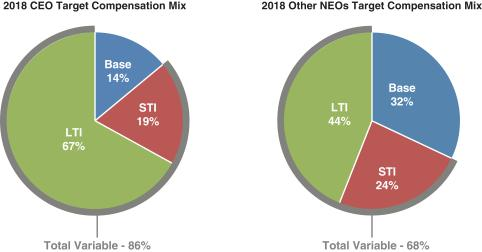 2018 CEO Target Compensation Mix
Base
14%
STI
19%
LTI
67%
Total Variable - 86%
2018 Other NEOs Target Compensation Mix
Base
32%
LTI
44%
STI
24%
Total Variable - 68%